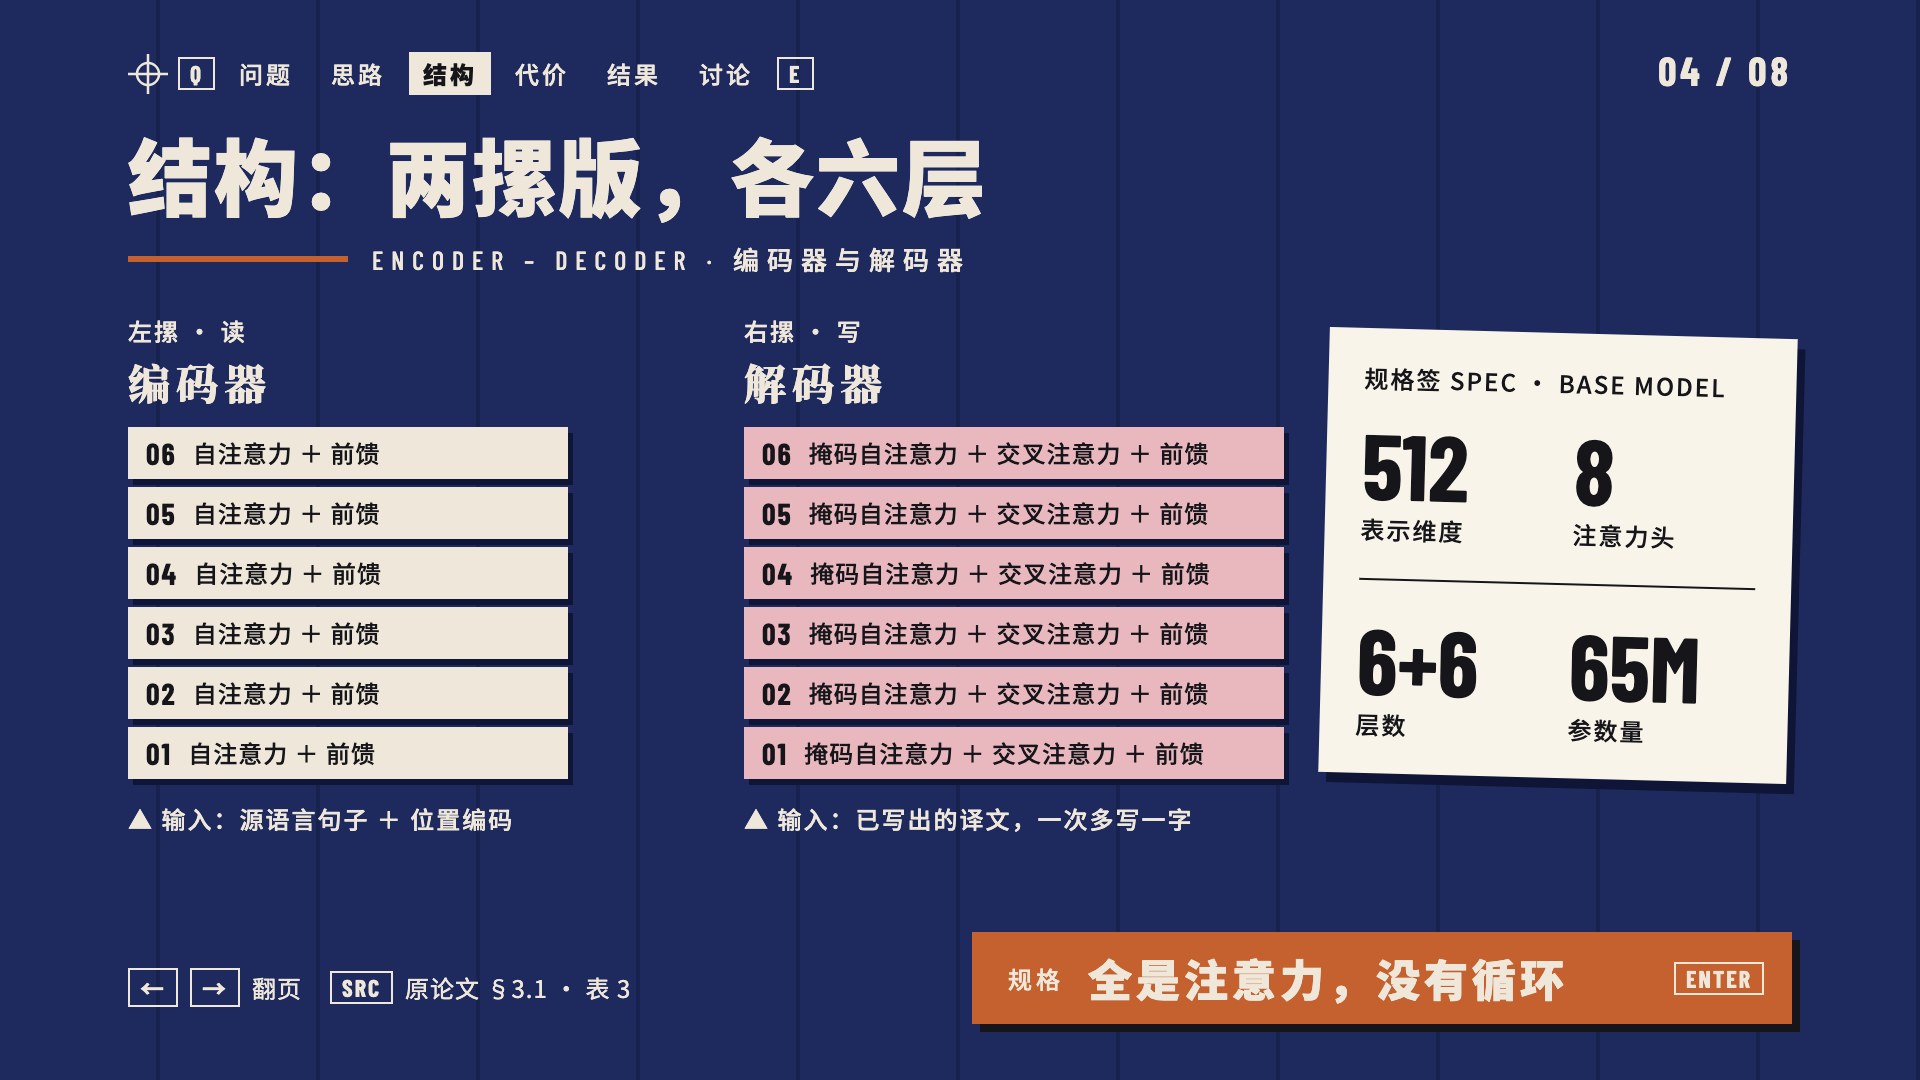 Q 问题 思路 结构 代价 结果 讨论 E
04 / 08
结构：两摞版，各六层
ENCODER – DECODER · 编码器与解码器
左摞 · 读
编码器
06 自注意力 + 前馈
05 自注意力 + 前馈
04 自注意力 + 前馈
03 自注意力 + 前馈
02 自注意力 + 前馈
01 自注意力 + 前馈
▲ 输入：源语言句子 + 位置编码
右摞 · 写
解码器
06 掩码自注意力 + 交叉注意力 + 前馈
05 掩码自注意力 + 交叉注意力 + 前馈
04 掩码自注意力 + 交叉注意力 + 前馈
03 掩码自注意力 + 交叉注意力 + 前馈
02 掩码自注意力 + 交叉注意力 + 前馈
01 掩码自注意力 + 交叉注意力 + 前馈
▲ 输入：已写出的译文，一次多写一字
规格签 SPEC · BASE MODEL
512
表示维度
8
注意力头
6+6
层数
65M
参数量
← → 翻页 SRC 原论文 §3.1 · 表 3
规格 全是注意力，没有循环 ENTER